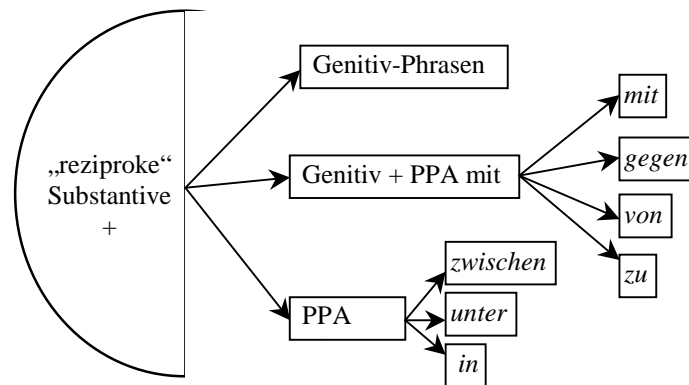 „reziproke“
Substantive
+
Genitiv-Phrasen
Genitiv + PPA mit
mit
gegen
von
zu
PPA
zwischen
unter
in